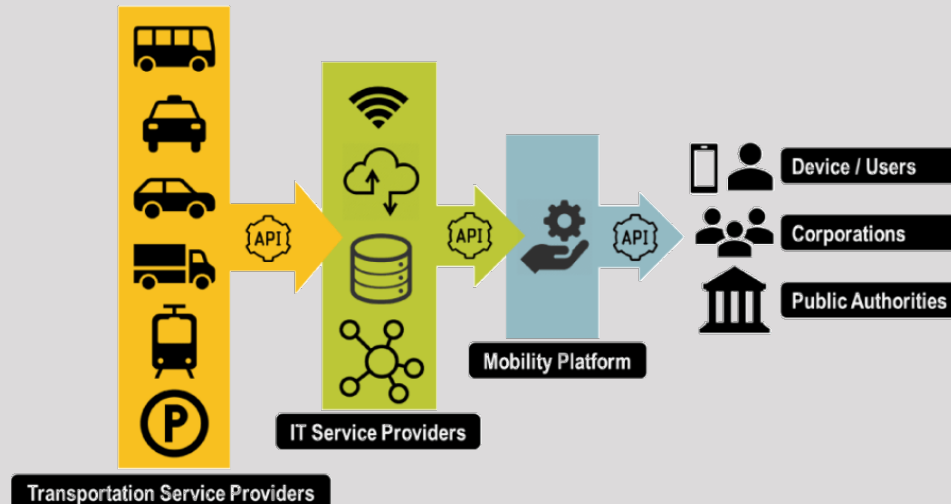 API
API
API
Device / Users
Corporations
Public Authorities
Mobility Platform
IT Service Providers
P
Transportation Service Providers